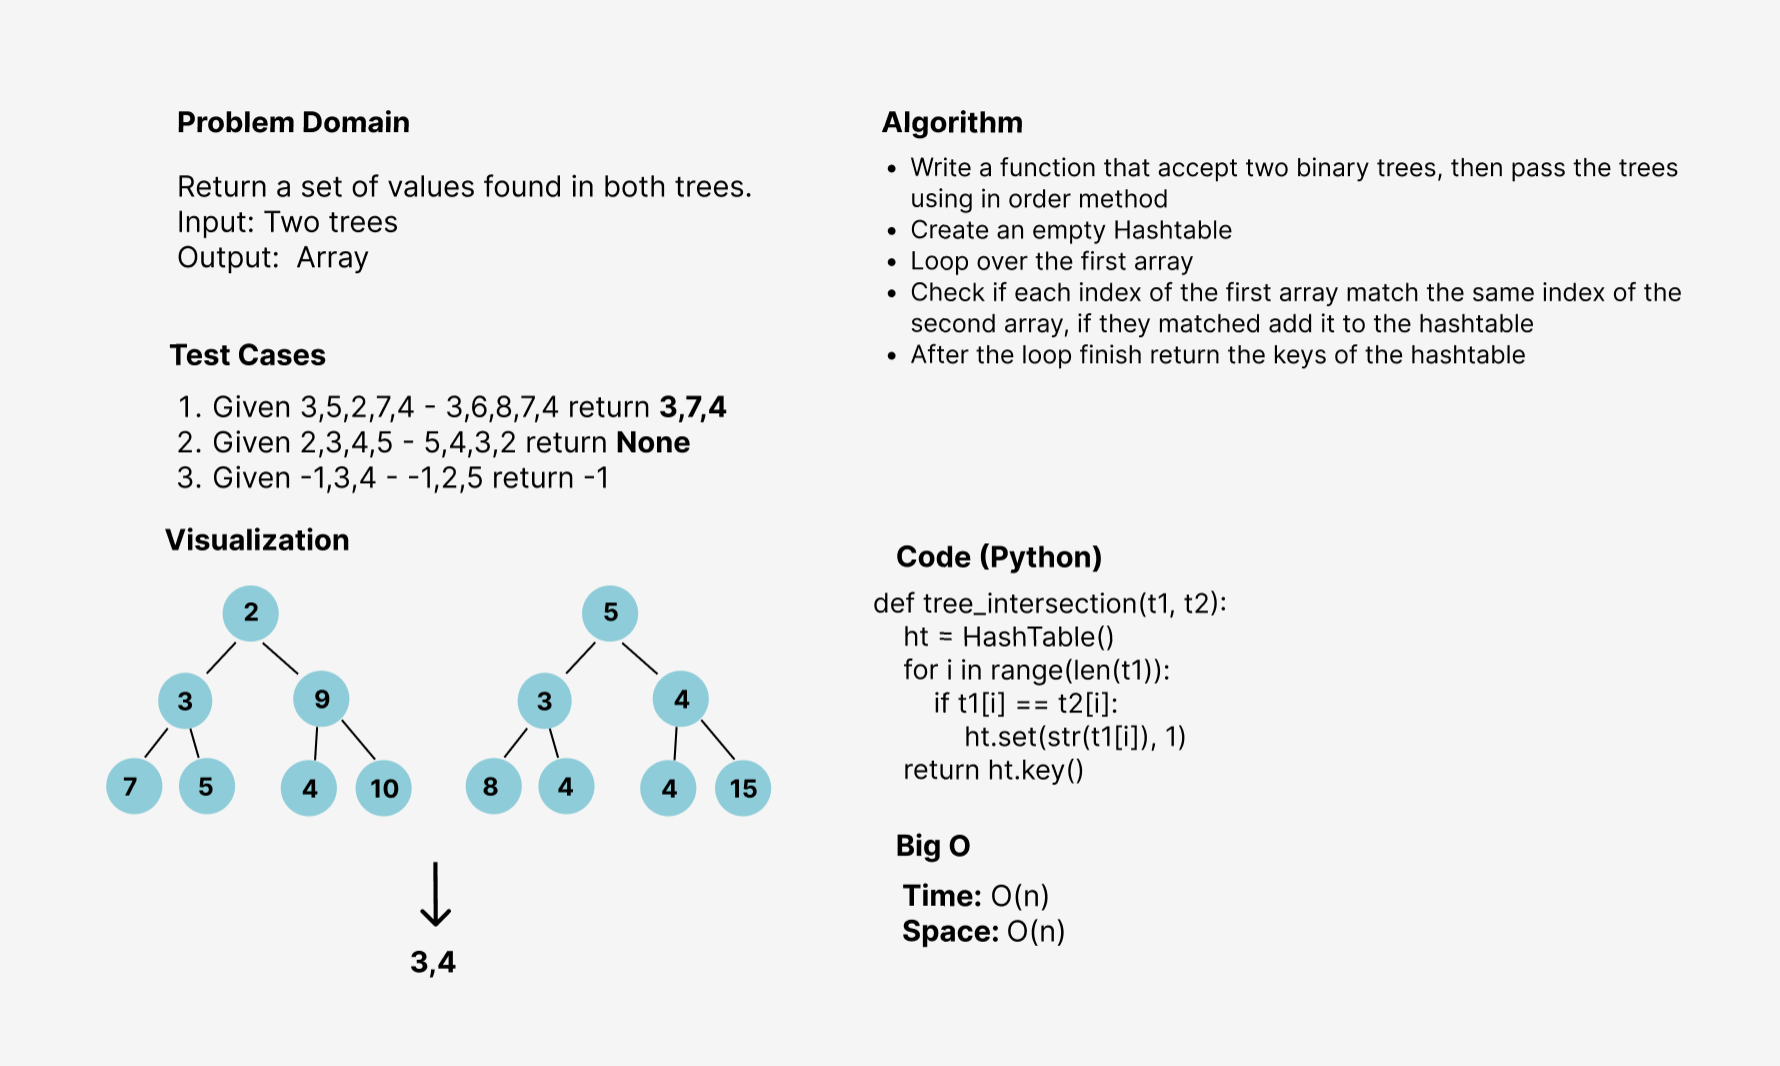 Problem Domain
Return a set of values found in both trees.
Input: Two trees
Output:  Array
Test Cases
1. Given 3,5,2,7,4 - 3,6,8,7,4 return 3,7,4
2. Given 2,3,4,5 - 5,4,3,2 return None
3. Given -1,3,4 - -1,2,5 return -1
Visualization
2
3
9
7
5
4
10
5
3
4
8
4
4
15
3,4
Algorithm
• Write a function that accept two binary trees, then pass the trees
using in order method
• Create an empty Hashtable
• Loop over the first array
• Check if each index of the first array match the same index of the
second array, if they matched add it to the hashtable
• After the loop finish return the keys of the hashtable
Code (Python)
def tree_intersection(t1, t2):
    ht = HashTable()
    for i in range(len(t1)):
        if t1[i] == t2[i]:
            ht.set(str(t1[i]), 1)
    return ht.key()
Big O
Time: O(n)
Space: O(n)